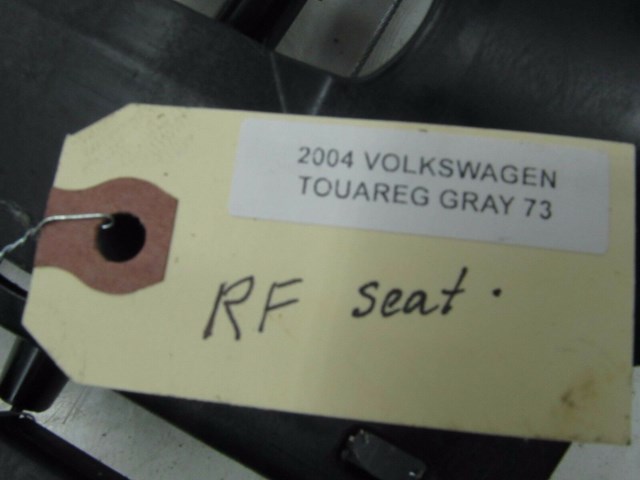 2004 VOLKSWAGEN
TOUAREG GRAY 73
RF seat.